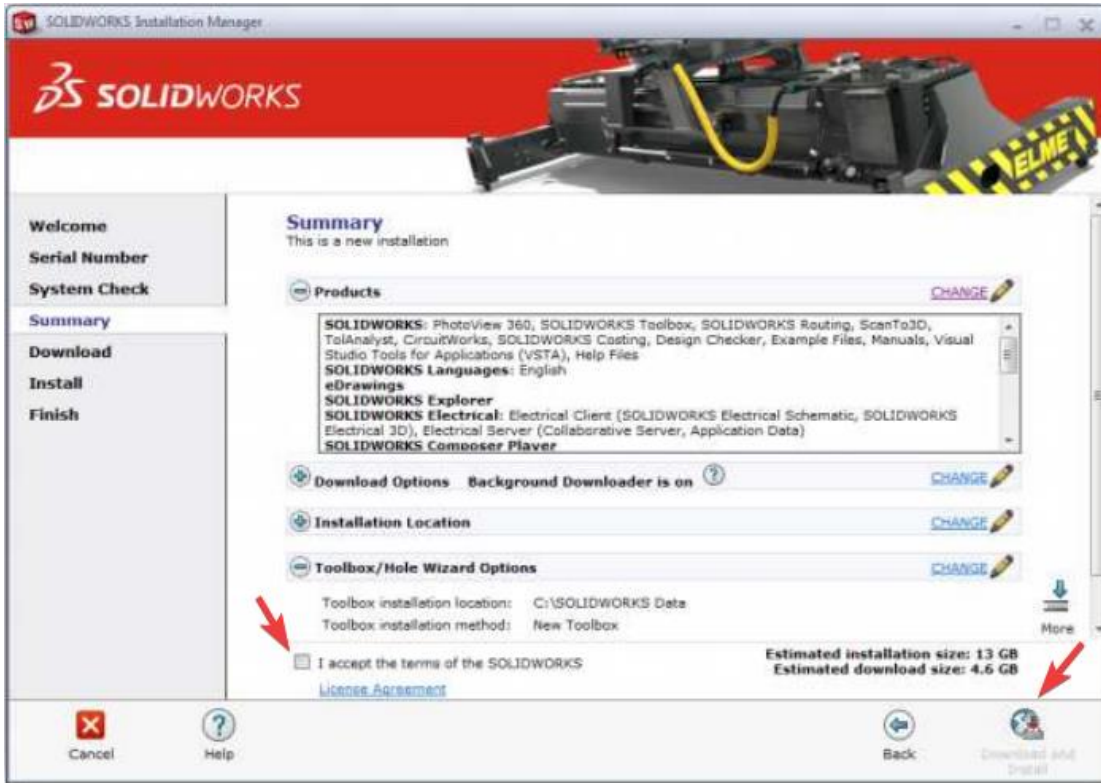 SOLIDWORKS Installation Manager
3S SOLIDWORKS
ELME
Welcome
Serial Number
System Check
Summary
Download
Install
Finish
Summary
This is a new installation
Products
CHANGE
SOLIDWORKS: PhotoView 360, SOLIDWORKS Toolbox, SOLIDWORKS Routing, ScanTo3D,
TolAnalyst, CircuitWorks, SOLIDWORKS Costing, Design Checker, Example Files, Manuals, Visual
Studio Tools for Applications (VSTA), Help Files
SOLIDWORKS Languages: English
eDrawings
SOLIDWORKS Explorer
SOLIDWORKS Electrical: Electrical Client (SOLIDWORKS Electrical Schematic, SOLIDWORKS
Electrical 3D), Electrical Server (Collaborative Server, Application Data)
SOLIDWORKS Composer Player
Download Options Background Downloader is on ?
CHANGE
Installation Location
CHANGE
Toolbox/Hole Wizard Options
CHANGE
Toolbox installation location: C:\SOLIDWORKS Data
Toolbox installation method: New Toolbox
More
I accept the terms of the SOLIDWORKS
License Agreement
Estimated installation size: 13 GB
Estimated download size: 4.6 GB
Cancel
Help
Back
Download and
Install